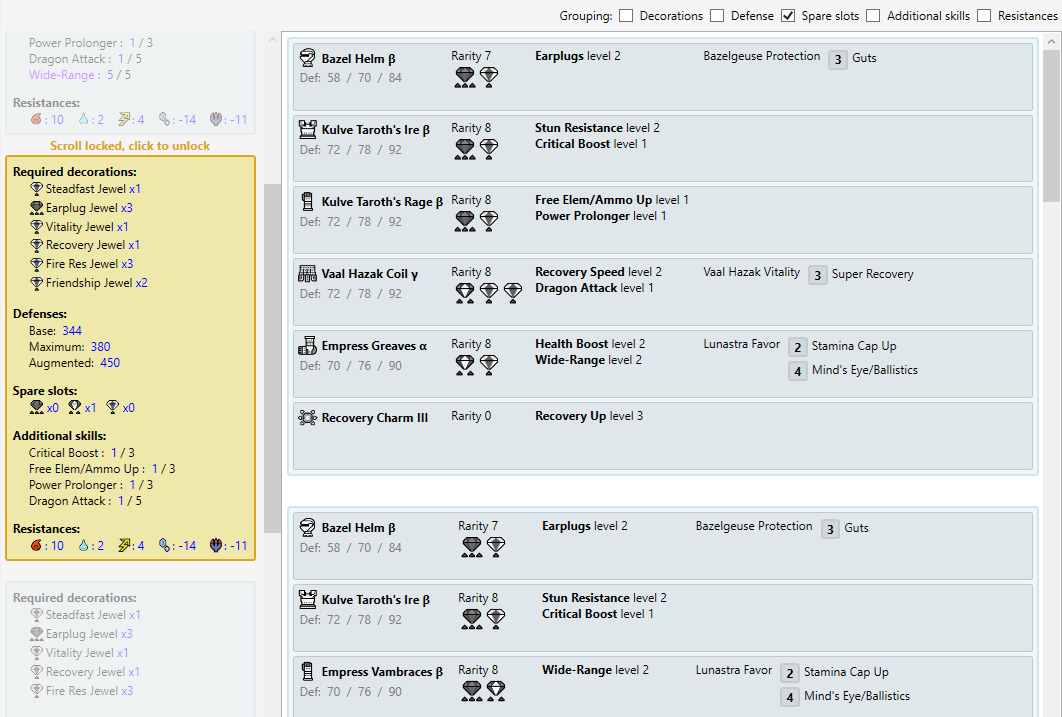 Grouping: Decorations Defense Spare slots Additional skills Resistances
Power Prolonger : 1 / 3
Dragon Attack : 1 / 5
Wide-Range : 5 / 5
Resistances:
: 10 : 2 : 4 : -14 : -11
Scroll locked, click to unlock
Required decorations:
Steadfast Jewel x1
Earplug Jewel x3
Vitality Jewel x1
Recovery Jewel x1
Fire Res Jewel x3
Friendship Jewel x2
Defenses:
Base: 344
Maximum: 380
Augmented: 450
Spare slots:
x0 x1 x0
Additional skills:
Critical Boost : 1 / 3
Free Elem/Ammo Up : 1 / 3
Power Prolonger : 1 / 3
Dragon Attack : 1 / 5
Resistances:
: 10 : 2 : 4 : -14 : -11
Required decorations:
Steadfast Jewel x1
Earplug Jewel x3
Vitality Jewel x1
Recovery Jewel x1
Fire Res Jewel x3
Bazel Helm β Rarity 7 Earplugs level 2 Bazelgeuse Protection 3 Guts
Def: 58 / 70 / 84
Kulve Taroth's Ire β Rarity 8 Stun Resistance level 2
Def: 72 / 78 / 92 Critical Boost level 1
Kulve Taroth's Rage β Rarity 8 Free Elem/Ammo Up level 1
Def: 72 / 78 / 92 Power Prolonger level 1
Vaal Hazak Coil γ Rarity 8 Recovery Speed level 2 Vaal Hazak Vitality 3 Super Recovery
Def: 72 / 78 / 92 Dragon Attack level 1
Empress Greaves α Rarity 8 Health Boost level 2 Lunastra Favor 2 Stamina Cap Up
Def: 70 / 76 / 90 Wide-Range level 2 4 Mind's Eye/Ballistics
Recovery Charm III Rarity 0 Recovery Up level 3
Bazel Helm β Rarity 7 Earplugs level 2 Bazelgeuse Protection 3 Guts
Def: 58 / 70 / 84
Kulve Taroth's Ire β Rarity 8 Stun Resistance level 2
Def: 72 / 78 / 92 Critical Boost level 1
Empress Vambraces β Rarity 8 Wide-Range level 2 Lunastra Favor 2 Stamina Cap Up
Def: 70 / 76 / 90 4 Mind's Eye/Ballistics